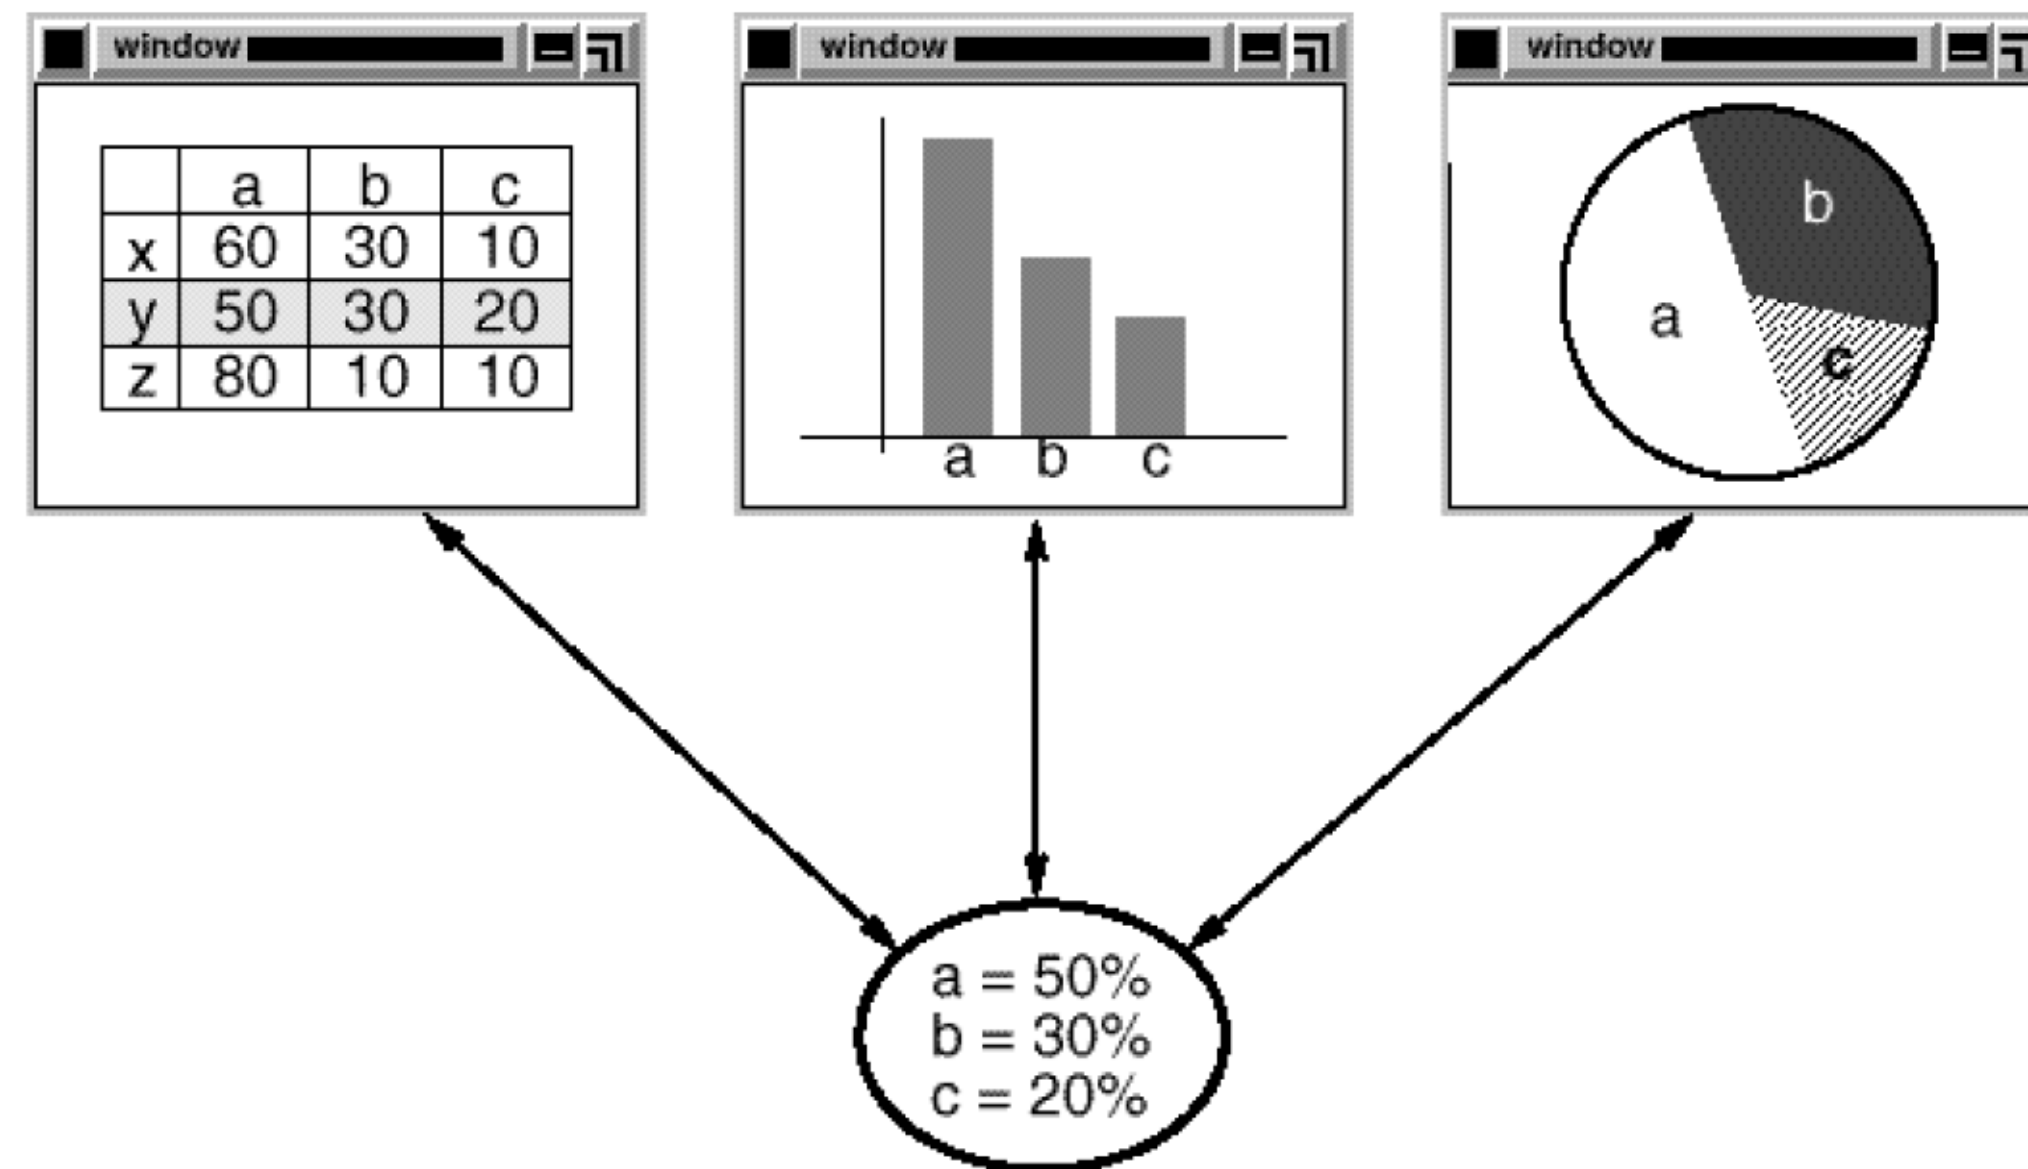 window
a b c
x 60 30 10
y 50 30 20
z 80 10 10
window
a b c
window
b
a
c
a = 50%
b = 30%
c = 20%